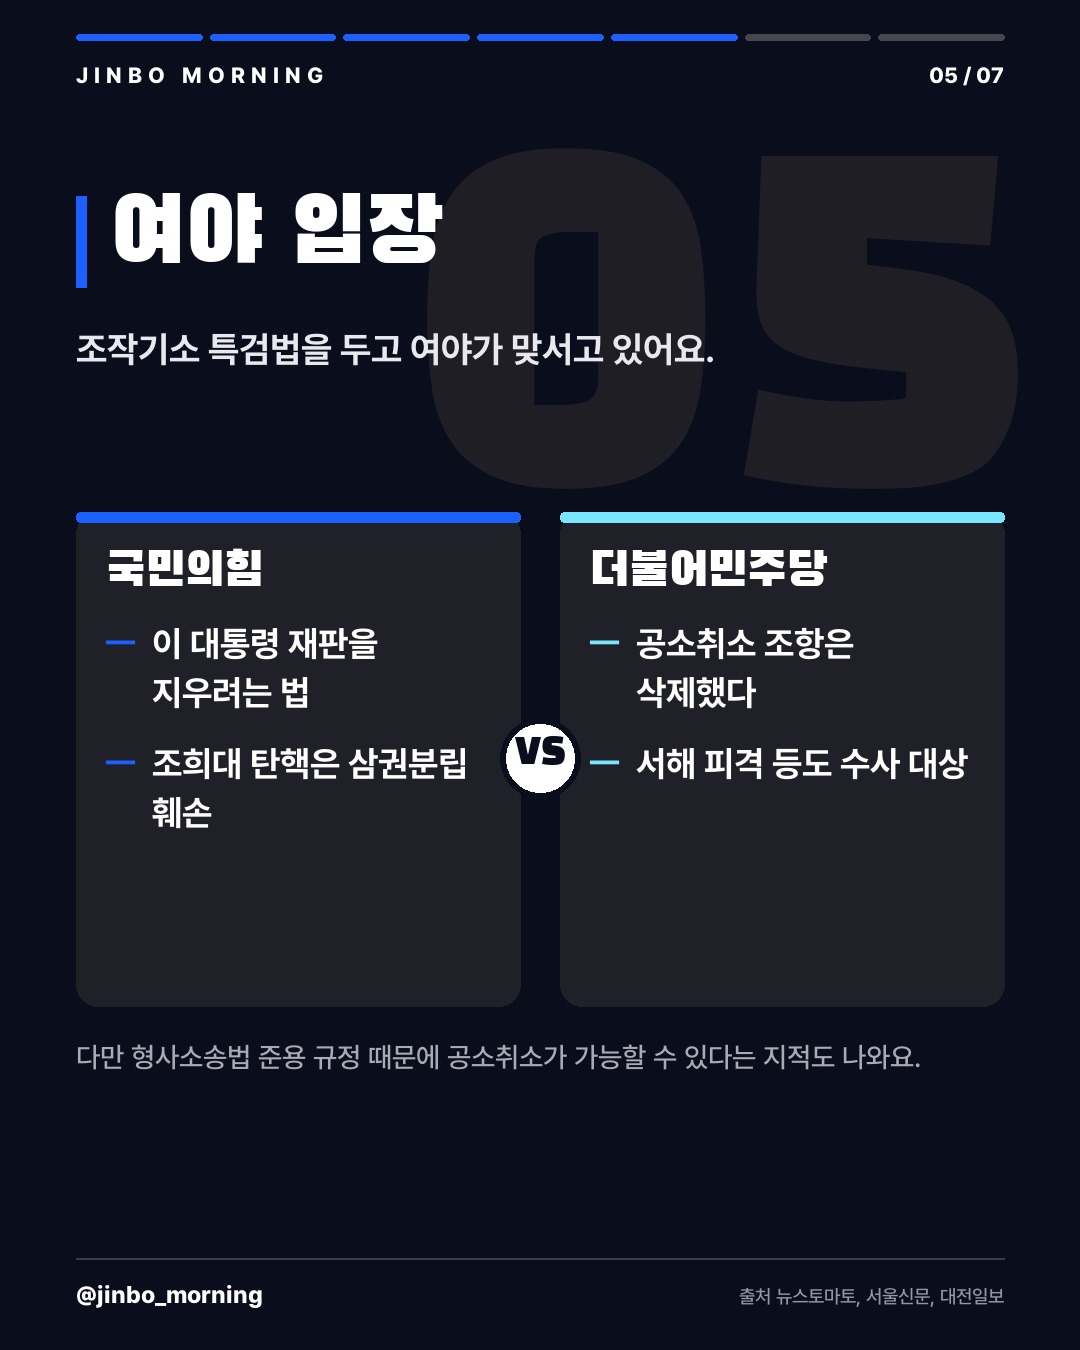 JINBO MORNING
05 / 07
05
여야 입장
조작기소 특검법을 두고 여야가 맞서고 있어요.
국민의힘
이 대통령 재판을
지우려는 법
조희대 탄핵은 삼권분립
훼손
VS
더불어민주당
공소취소 조항은
삭제했다
서해 피격 등도 수사 대상
다만 형사소송법 준용 규정 때문에 공소취소가 가능할 수 있다는 지적도 나와요.
@jinbo_morning
출처 뉴스토마토, 서울신문, 대전일보